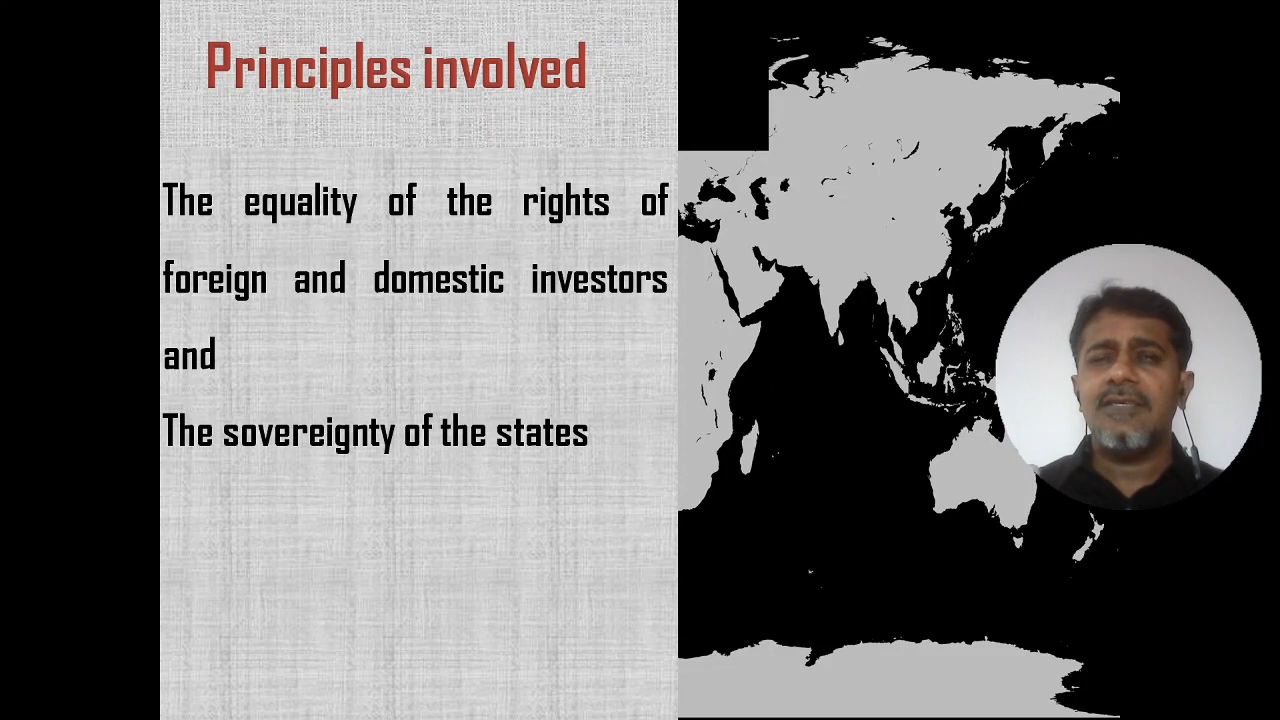 Principles involved
The equality of the rights of
foreign and domestic investors
and
The sovereignty of the states